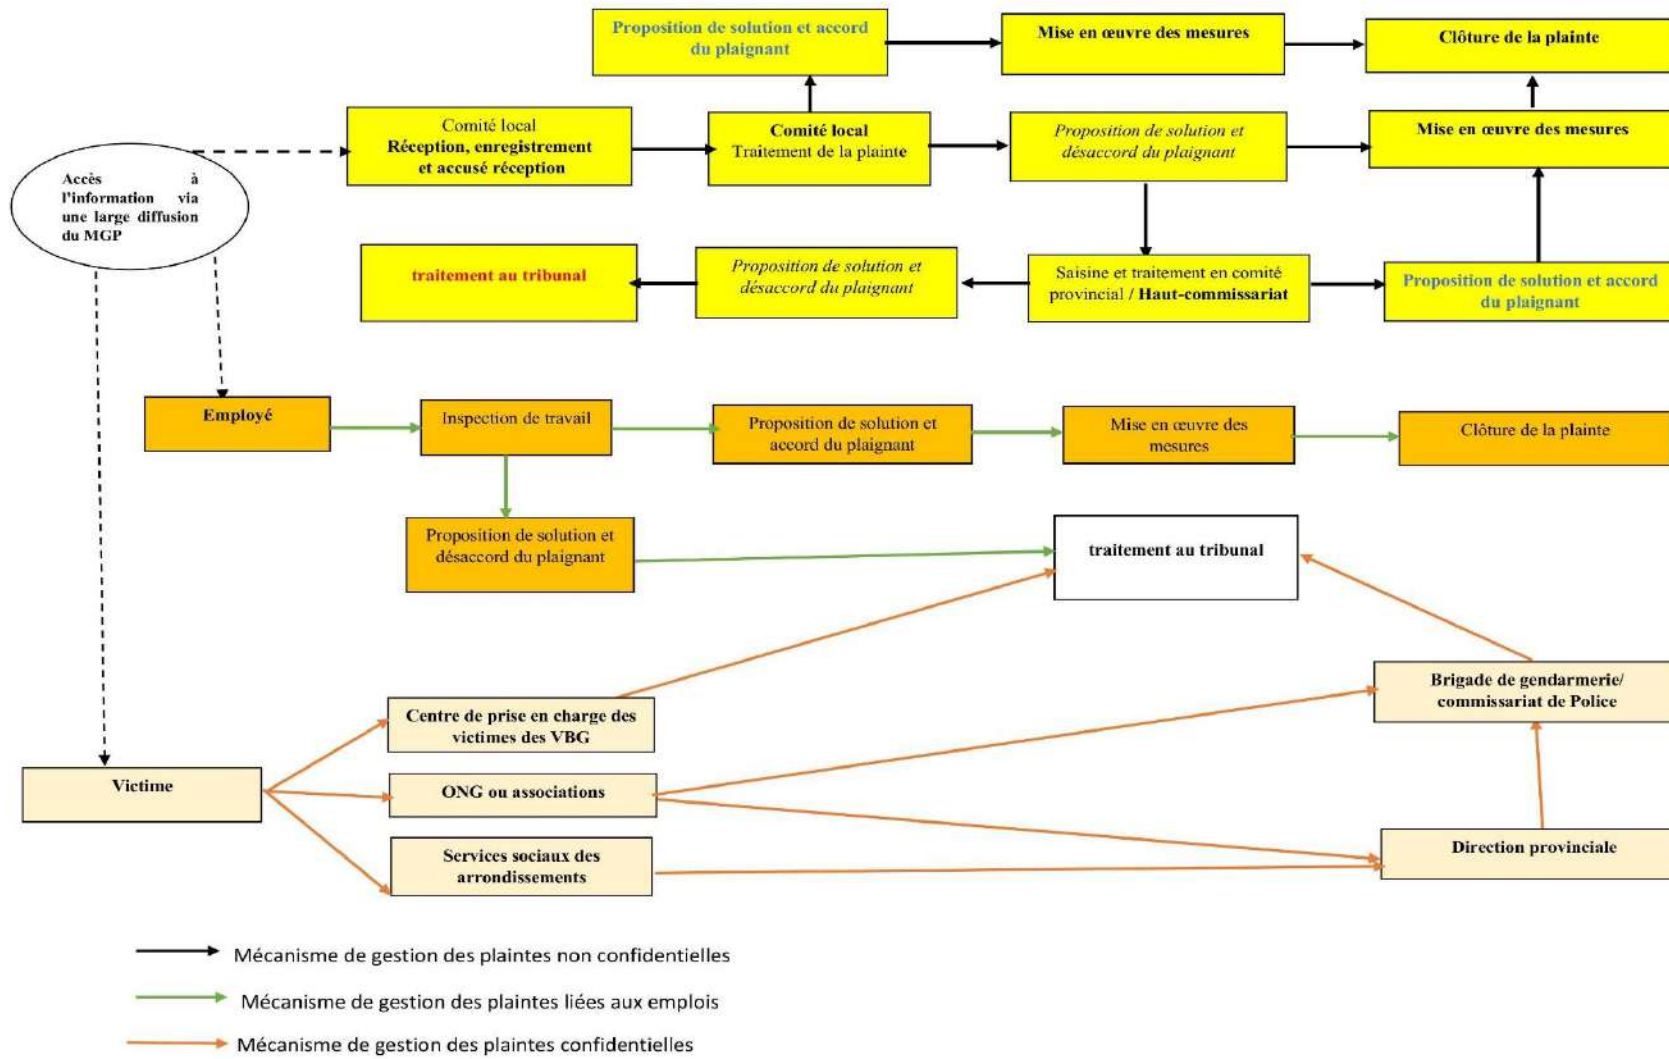 Proposition de solution et accord
du plaignant
Mise en œuvre des mesures
Clôture de la plainte
Comité local
Réception, enregistrement
et accusé réception
Comité local
Traitement de la plainte
Proposition de solution et
désaccord du plaignant
Mise en œuvre des mesures
Accès à
l'information via
une large diffusion
du MGP
traitement au tribunal
Proposition de solution et
désaccord du plaignant
Saisine et traitement en comité
provincial / Haut-commissariat
Proposition de solution et accord
du plaignant
Employé
Inspection de travail
Proposition de solution et
accord du plaignant
Mise en œuvre des
mesures
Clôture de la plainte
Proposition de solution et
désaccord du plaignant
traitement au tribunal
Centre de prise en charge des
victimes des VBG
Brigade de gendarmerie/
commissariat de Police
Victime
ONG ou associations
Services sociaux des
arrondissements
Direction provinciale
Mécanisme de gestion des plaintes non confidentielles
Mécanisme de gestion des plaintes liées aux emplois
Mécanisme de gestion des plaintes confidentielles